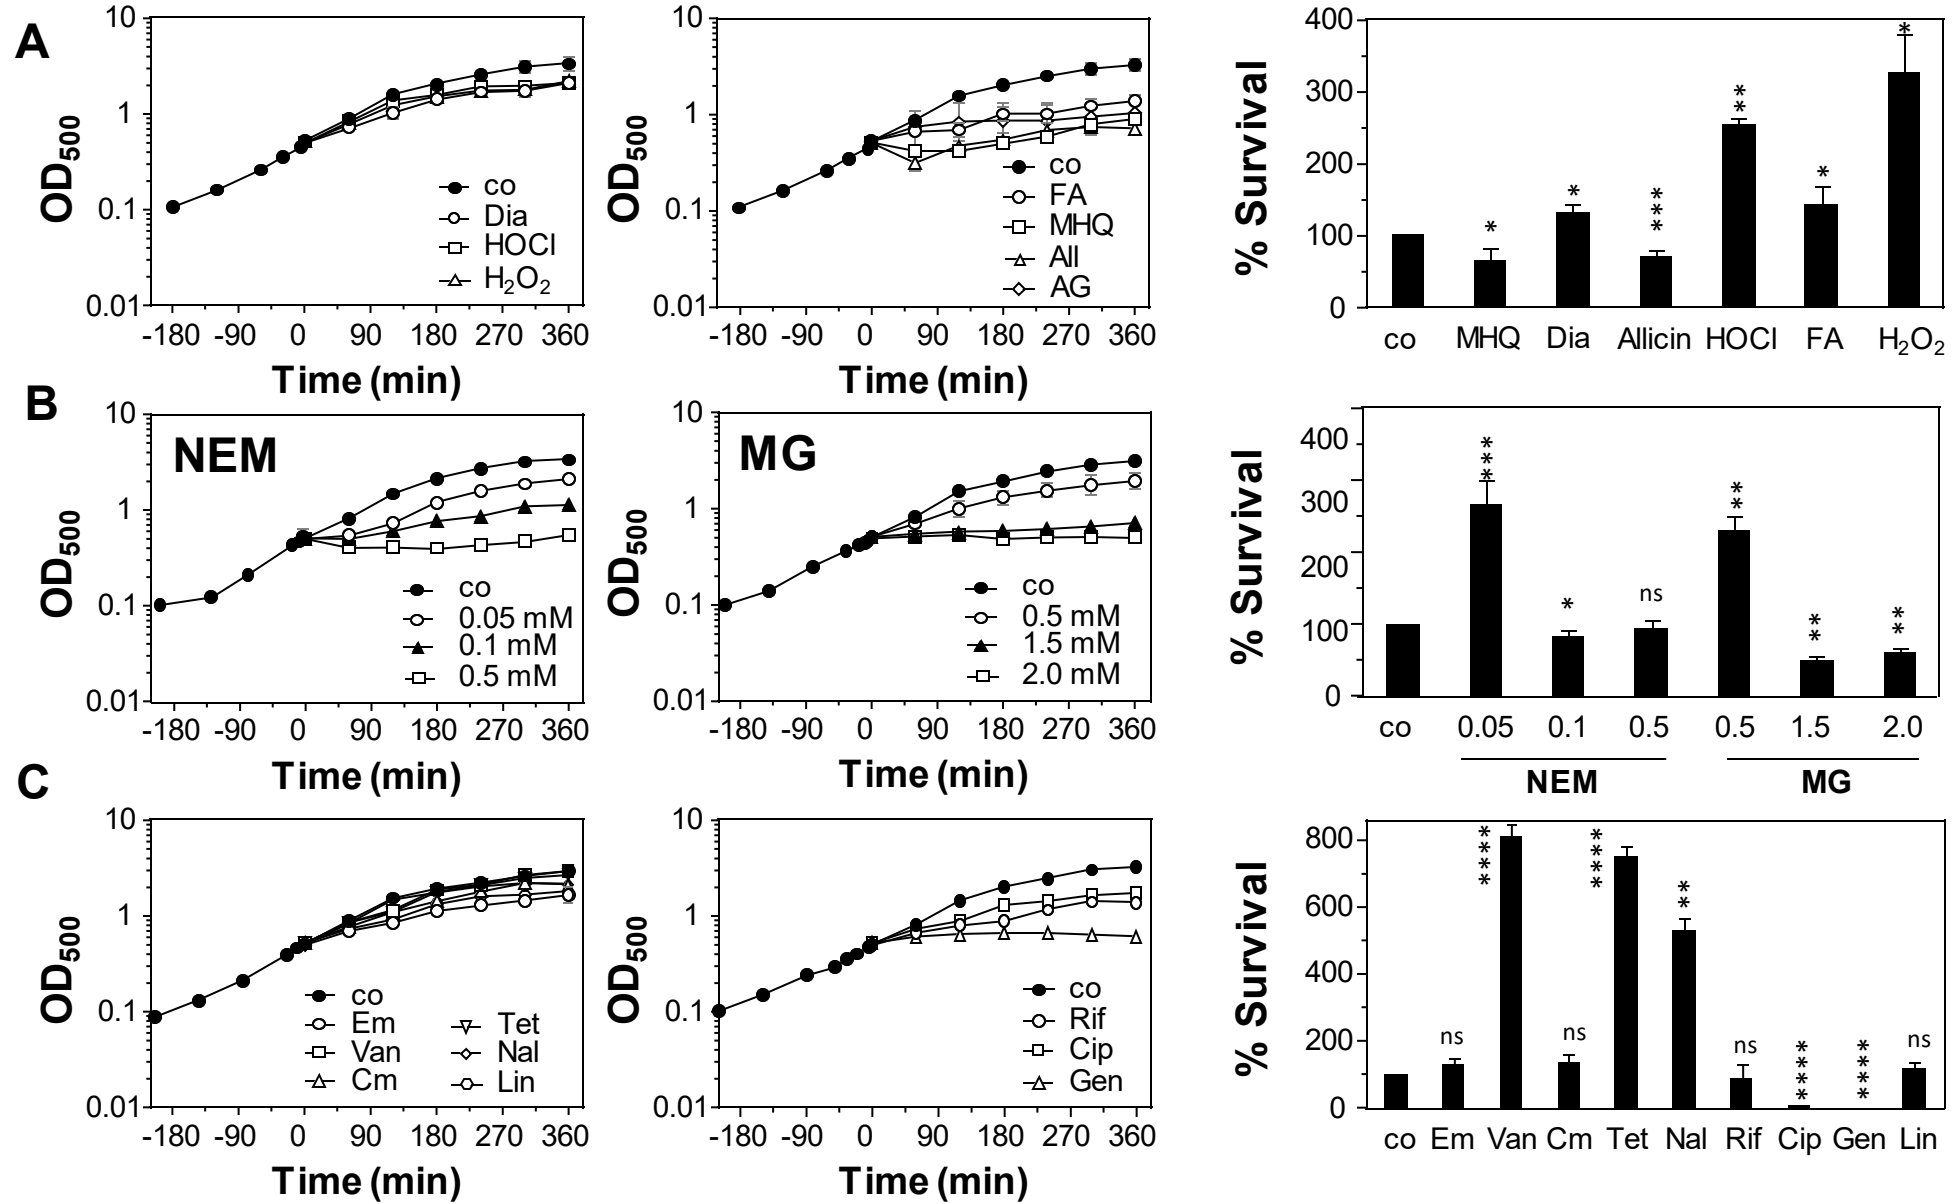 A
10
1
0.1
0.01
OD500
co
Dia
HOCl
H2O2
-180 -90 0 90 180 270 360
Time (min)
10
1
0.1
0.01
OD500
co
FA
MHQ
All
AG
-180 -90 0 90 180 270 360
Time (min)
400
300
200
100
0
% Survival
*
*
***
**
*
*
co MHQ Dia Allicin HOCl FA H2O2
B
NEM
10
1
0.1
0.01
OD500
co
0.05 mM
0.1 mM
0.5 mM
-180 -90 0 90 180 270 360
Time (min)
MG
10
1
0.1
0.01
OD500
co
0.5 mM
1.5 mM
2.0 mM
-180 -90 0 90 180 270 360
Time (min)
400
300
200
100
0
% Survival
***
*
ns
**
**
**
co 0.05 0.1 0.5 0.5 1.5 2.0
NEM MG
C
10
1
0.1
0.01
OD500
co
Em
Van
Cm
Tet
Nal
Lin
-180 -90 0 90 180 270 360
Time (min)
10
1
0.1
0.01
OD500
co
Rif
Cip
Gen
-180 -90 0 90 180 270 360
Time (min)
800
600
400
200
0
% Survival
ns
****
ns
****
**
ns
****
****
ns
co Em Van Cm Tet Nal Rif Cip Gen Lin